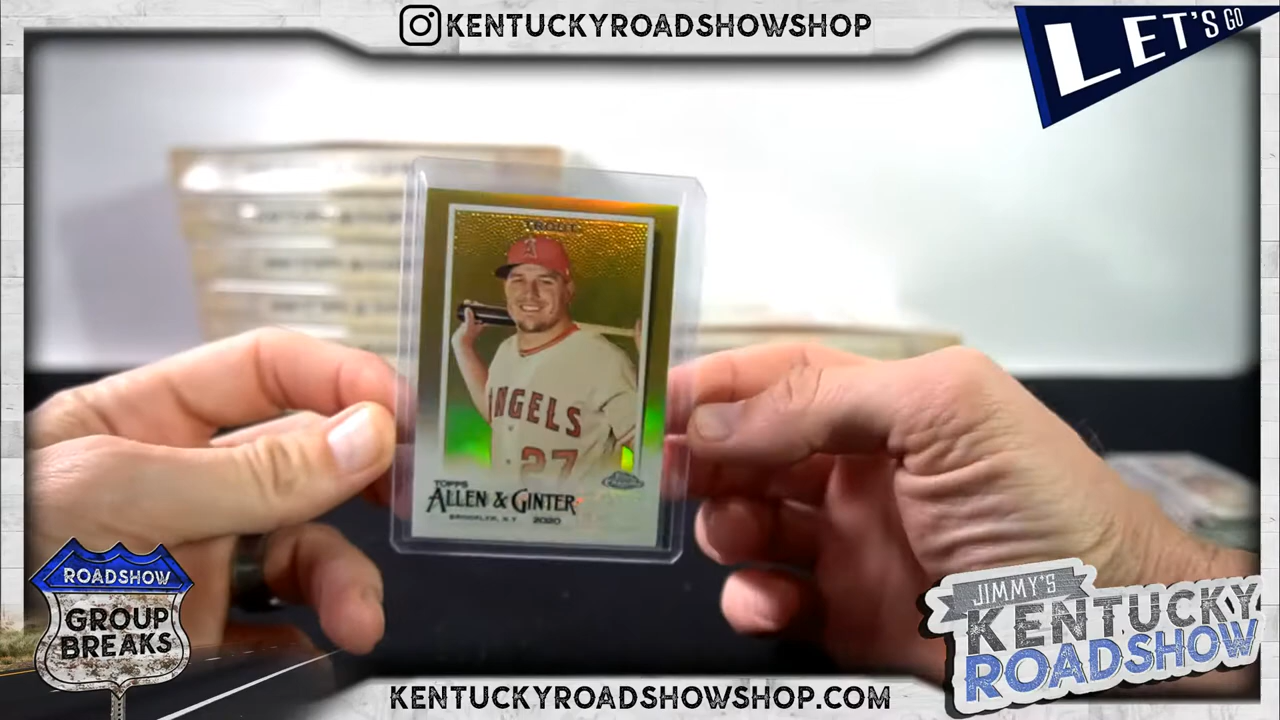 KENTUCKYROADSHOWSHOP
LET'S GO
TROUT
A
ANGELS
27
TOPPS
CHROME
ALLEN & GINTER
BROOKLYN, N.Y 2020
ROADSHOW
GROUP
BREAKS
JIMMY'S
KENTUCKY
ROADSHOW
KENTUCKYROADSHOWSHOP.COM